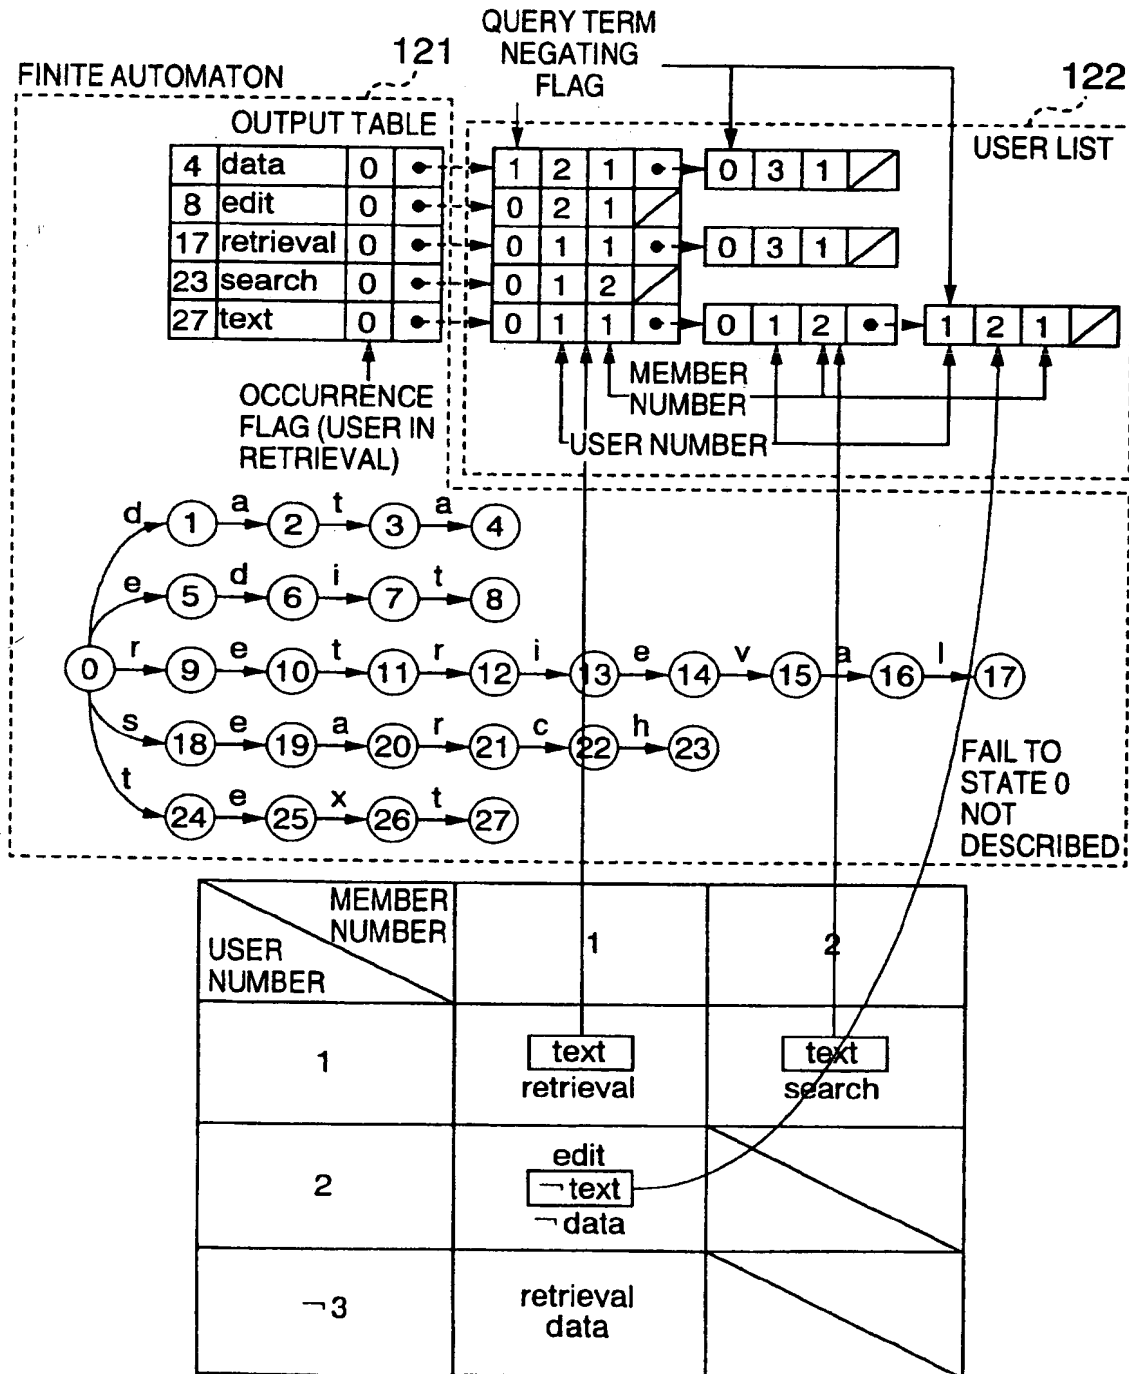 QUERY TERM
NEGATING
FLAG
121
122
FINITE AUTOMATON
OUTPUT TABLE
USER LIST
4 data 0 1 2 1 0 3 1
8 edit 0 0 2 1
17 retrieval 0 0 1 1 0 3 1
23 search 0 0 1 2
27 text 0 0 1 1 0 1 2 1 2 1
OCCURRENCE
FLAG (USER IN
RETRIEVAL)
MEMBER
NUMBER
USER NUMBER
d a t a
1 2 3 4
e d i t
5 6 7 8
r e t r i e v a l
0 9 10 11 12 13 14 15 16 17
s e a r c h
18 19 20 21 22 23
t e x t
24 25 26 27
FAIL TO
STATE 0
NOT
DESCRIBED
MEMBER
NUMBER
USER
NUMBER
1 2
1
text
retrieval
text
search
2
edit
¬ text
¬ data
¬ 3
retrieval
data